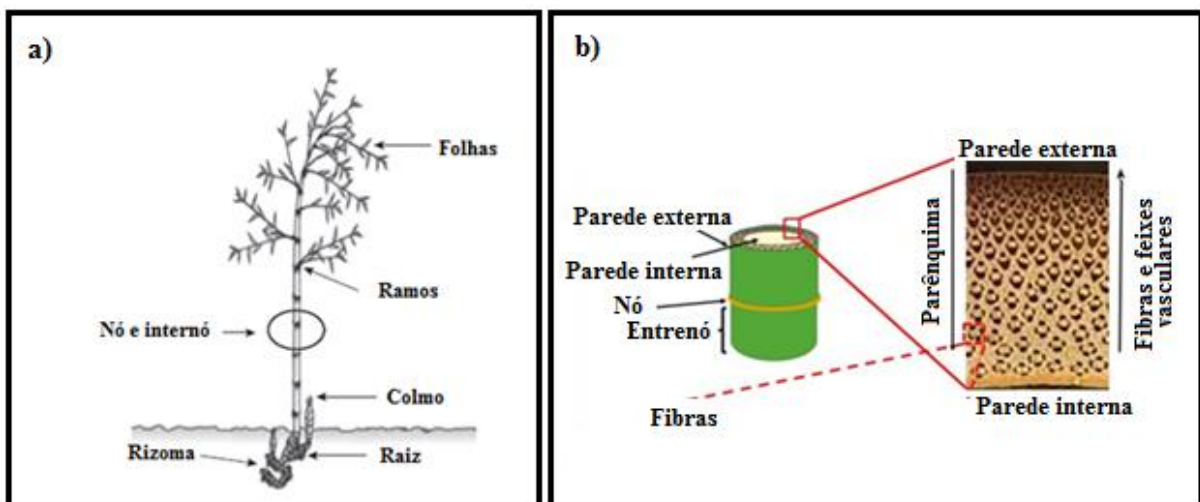 a)
Folhas
Ramos
Nó e internó
Colmo
Rizoma
Raiz
b)
Parede externa
Parede externa
Parede interna
Nó
Entrenó
Parênquima
Fibras e feixes
vasculares
Fibras
Parede interna